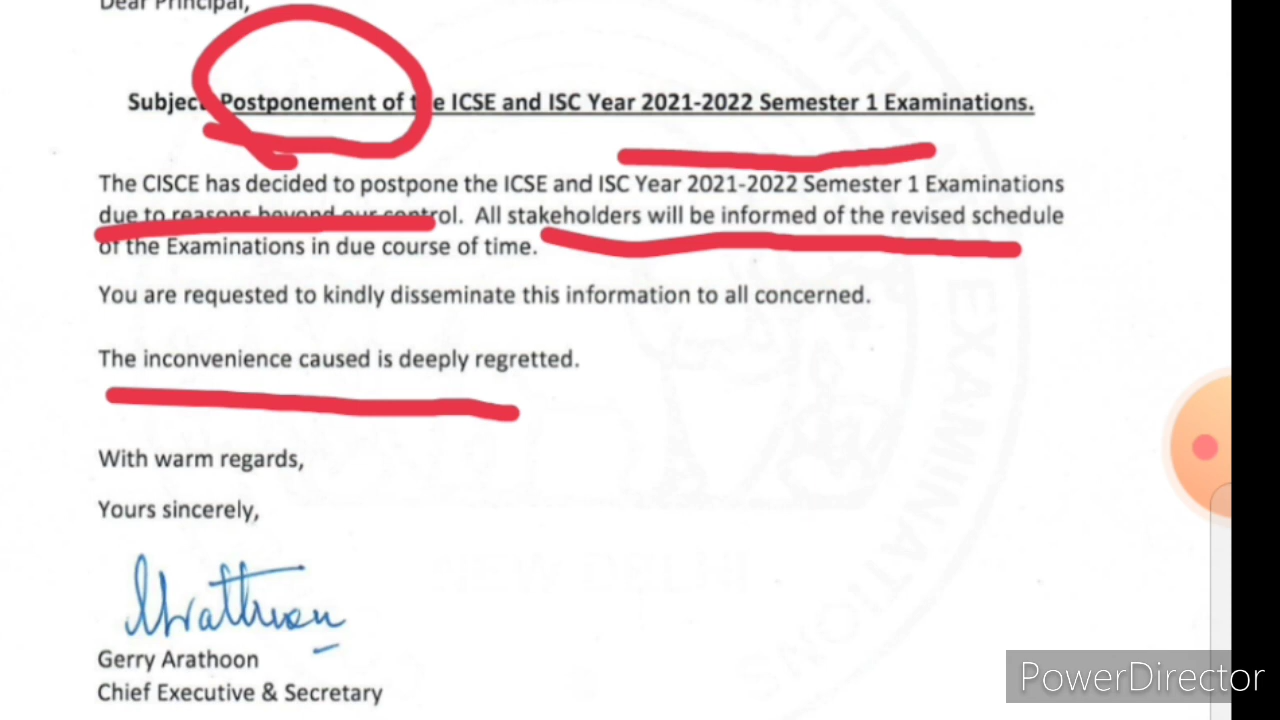 Dear Principal,
Subject: Postponement of the ICSE and ISC Year 2021-2022 Semester 1 Examinations.
The CISCE has decided to postpone the ICSE and ISC Year 2021-2022 Semester 1 Examinations
due to reasons beyond our control. All stakeholders will be informed of the revised schedule
of the Examinations in due course of time.
You are requested to kindly disseminate this information to all concerned.
The inconvenience caused is deeply regretted.
With warm regards,
Yours sincerely,
Arathoon
Gerry Arathoon
Chief Executive & Secretary
EXAMINATIONS
NEW DELHI
PowerDirector